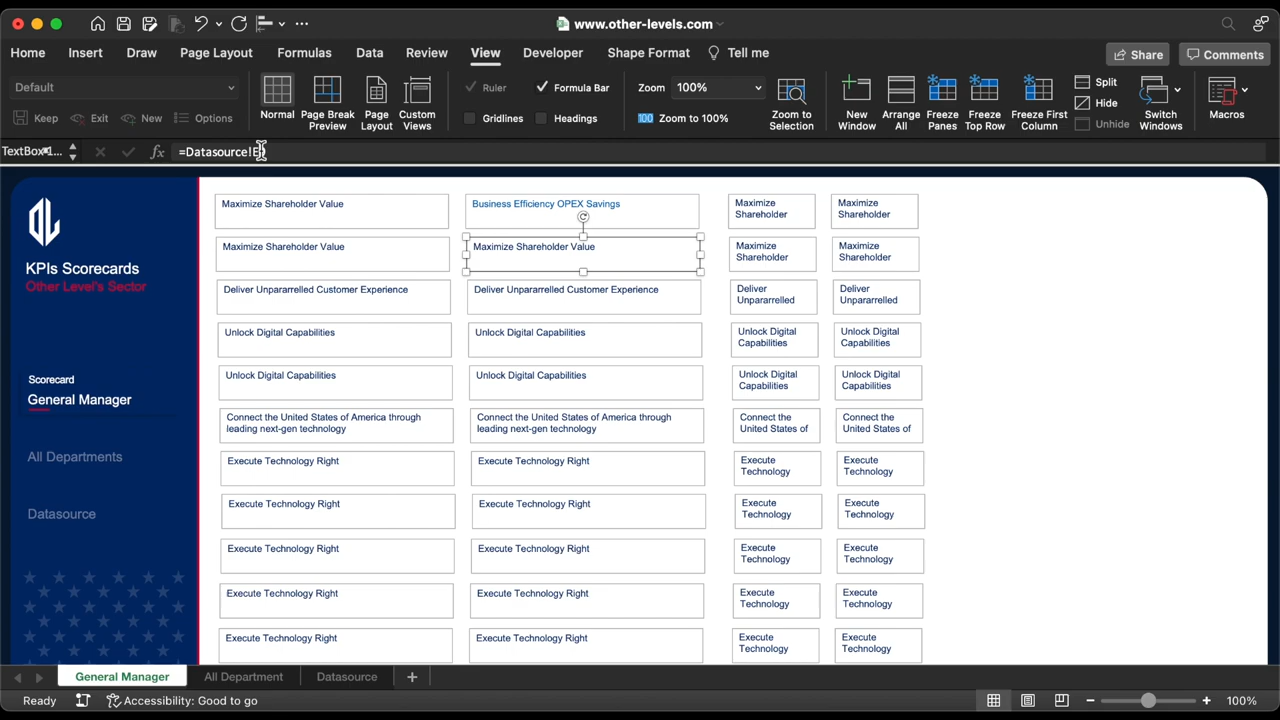 www.other-levels.com
Home Insert Draw Page Layout Formulas Data Review View Developer Shape Format Tell me
Share Comments
Default
Keep Exit New Options
Normal Page Break Preview Page Layout Custom Views
Ruler Formula Bar
Gridlines Headings
Zoom 100%
100 Zoom to 100%
Zoom to Selection
New Window Arrange All Freeze Panes Freeze Top Row Freeze First Column
Split
Hide
Unhide
Switch Windows
Macros
TextBox 1... fx
KPIs Scorecards
Other Level's Sector
Scorecard
General Manager
All Departments
Datasource
Maximize Shareholder Value Business Efficiency OPEX Savings Maximize Shareholder Maximize Shareholder
Maximize Shareholder Value Maximize Shareholder Value Maximize Shareholder Maximize Shareholder
Deliver Unpararrelled Customer Experience Deliver Unpararrelled Customer Experience Deliver Unpararrelled Deliver Unpararrelled
Unlock Digital Capabilities Unlock Digital Capabilities Unlock Digital Capabilities Unlock Digital Capabilities
Unlock Digital Capabilities Unlock Digital Capabilities Unlock Digital Capabilities Unlock Digital Capabilities
Connect the United States of America through leading next-gen technology Connect the United States of America through leading next-gen technology Connect the United States of Connect the United States of
Execute Technology Right Execute Technology Right Execute Technology Execute Technology
Execute Technology Right Execute Technology Right Execute Technology Execute Technology
Execute Technology Right Execute Technology Right Execute Technology Execute Technology
Execute Technology Right Execute Technology Right Execute Technology Execute Technology
Execute Technology Right Execute Technology Right Execute Technology Execute Technology
General Manager All Department Datasource
Ready Accessibility: Good to go 100%